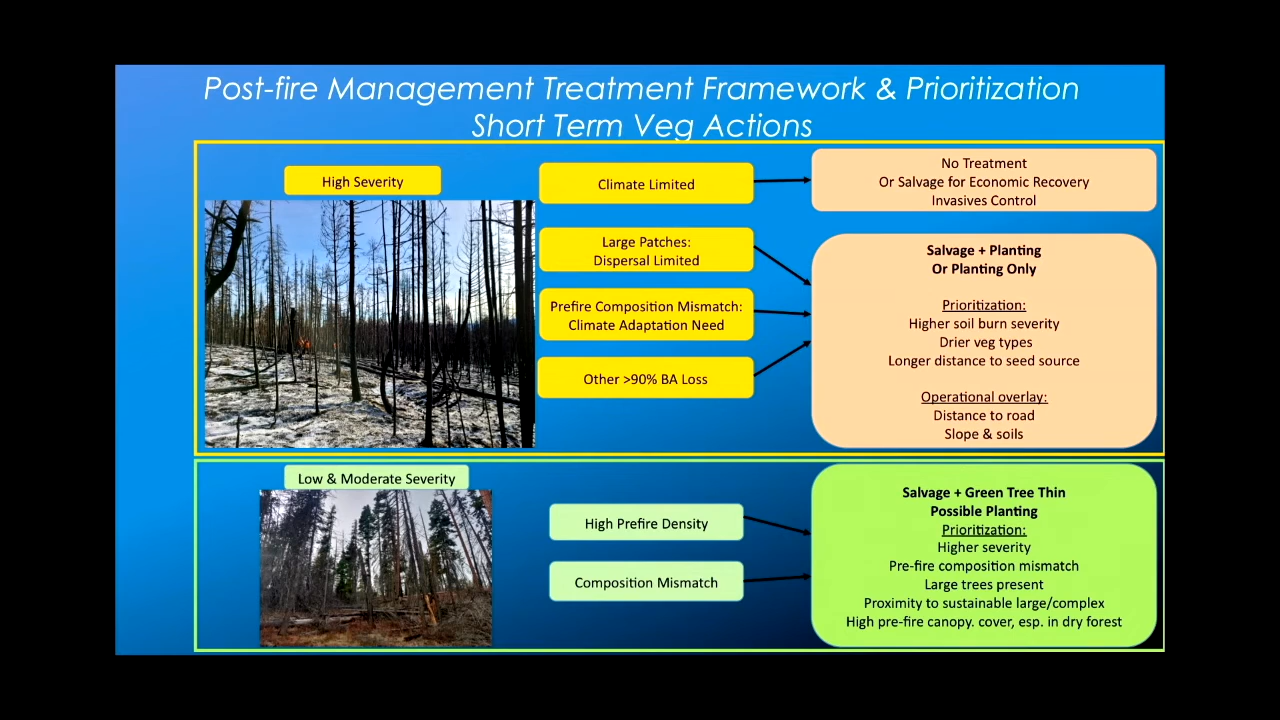 Post-fire Management Treatment Framework & Prioritization
Short Term Veg Actions
High Severity
Climate Limited
No Treatment
Or Salvage for Economic Recovery
Invasives Control
Large Patches:
Dispersal Limited
Prefire Composition Mismatch:
Climate Adaptation Need
Other >90% BA Loss
Salvage + Planting
Or Planting Only
Prioritization:
Higher soil burn severity
Drier veg types
Longer distance to seed source
Operational overlay:
Distance to road
Slope & soils
Low & Moderate Severity
High Prefire Density
Composition Mismatch
Salvage + Green Tree Thin
Possible Planting
Prioritization:
Higher severity
Pre-fire composition mismatch
Large trees present
Proximity to sustainable large/complex
High pre-fire canopy. cover, esp. in dry forest